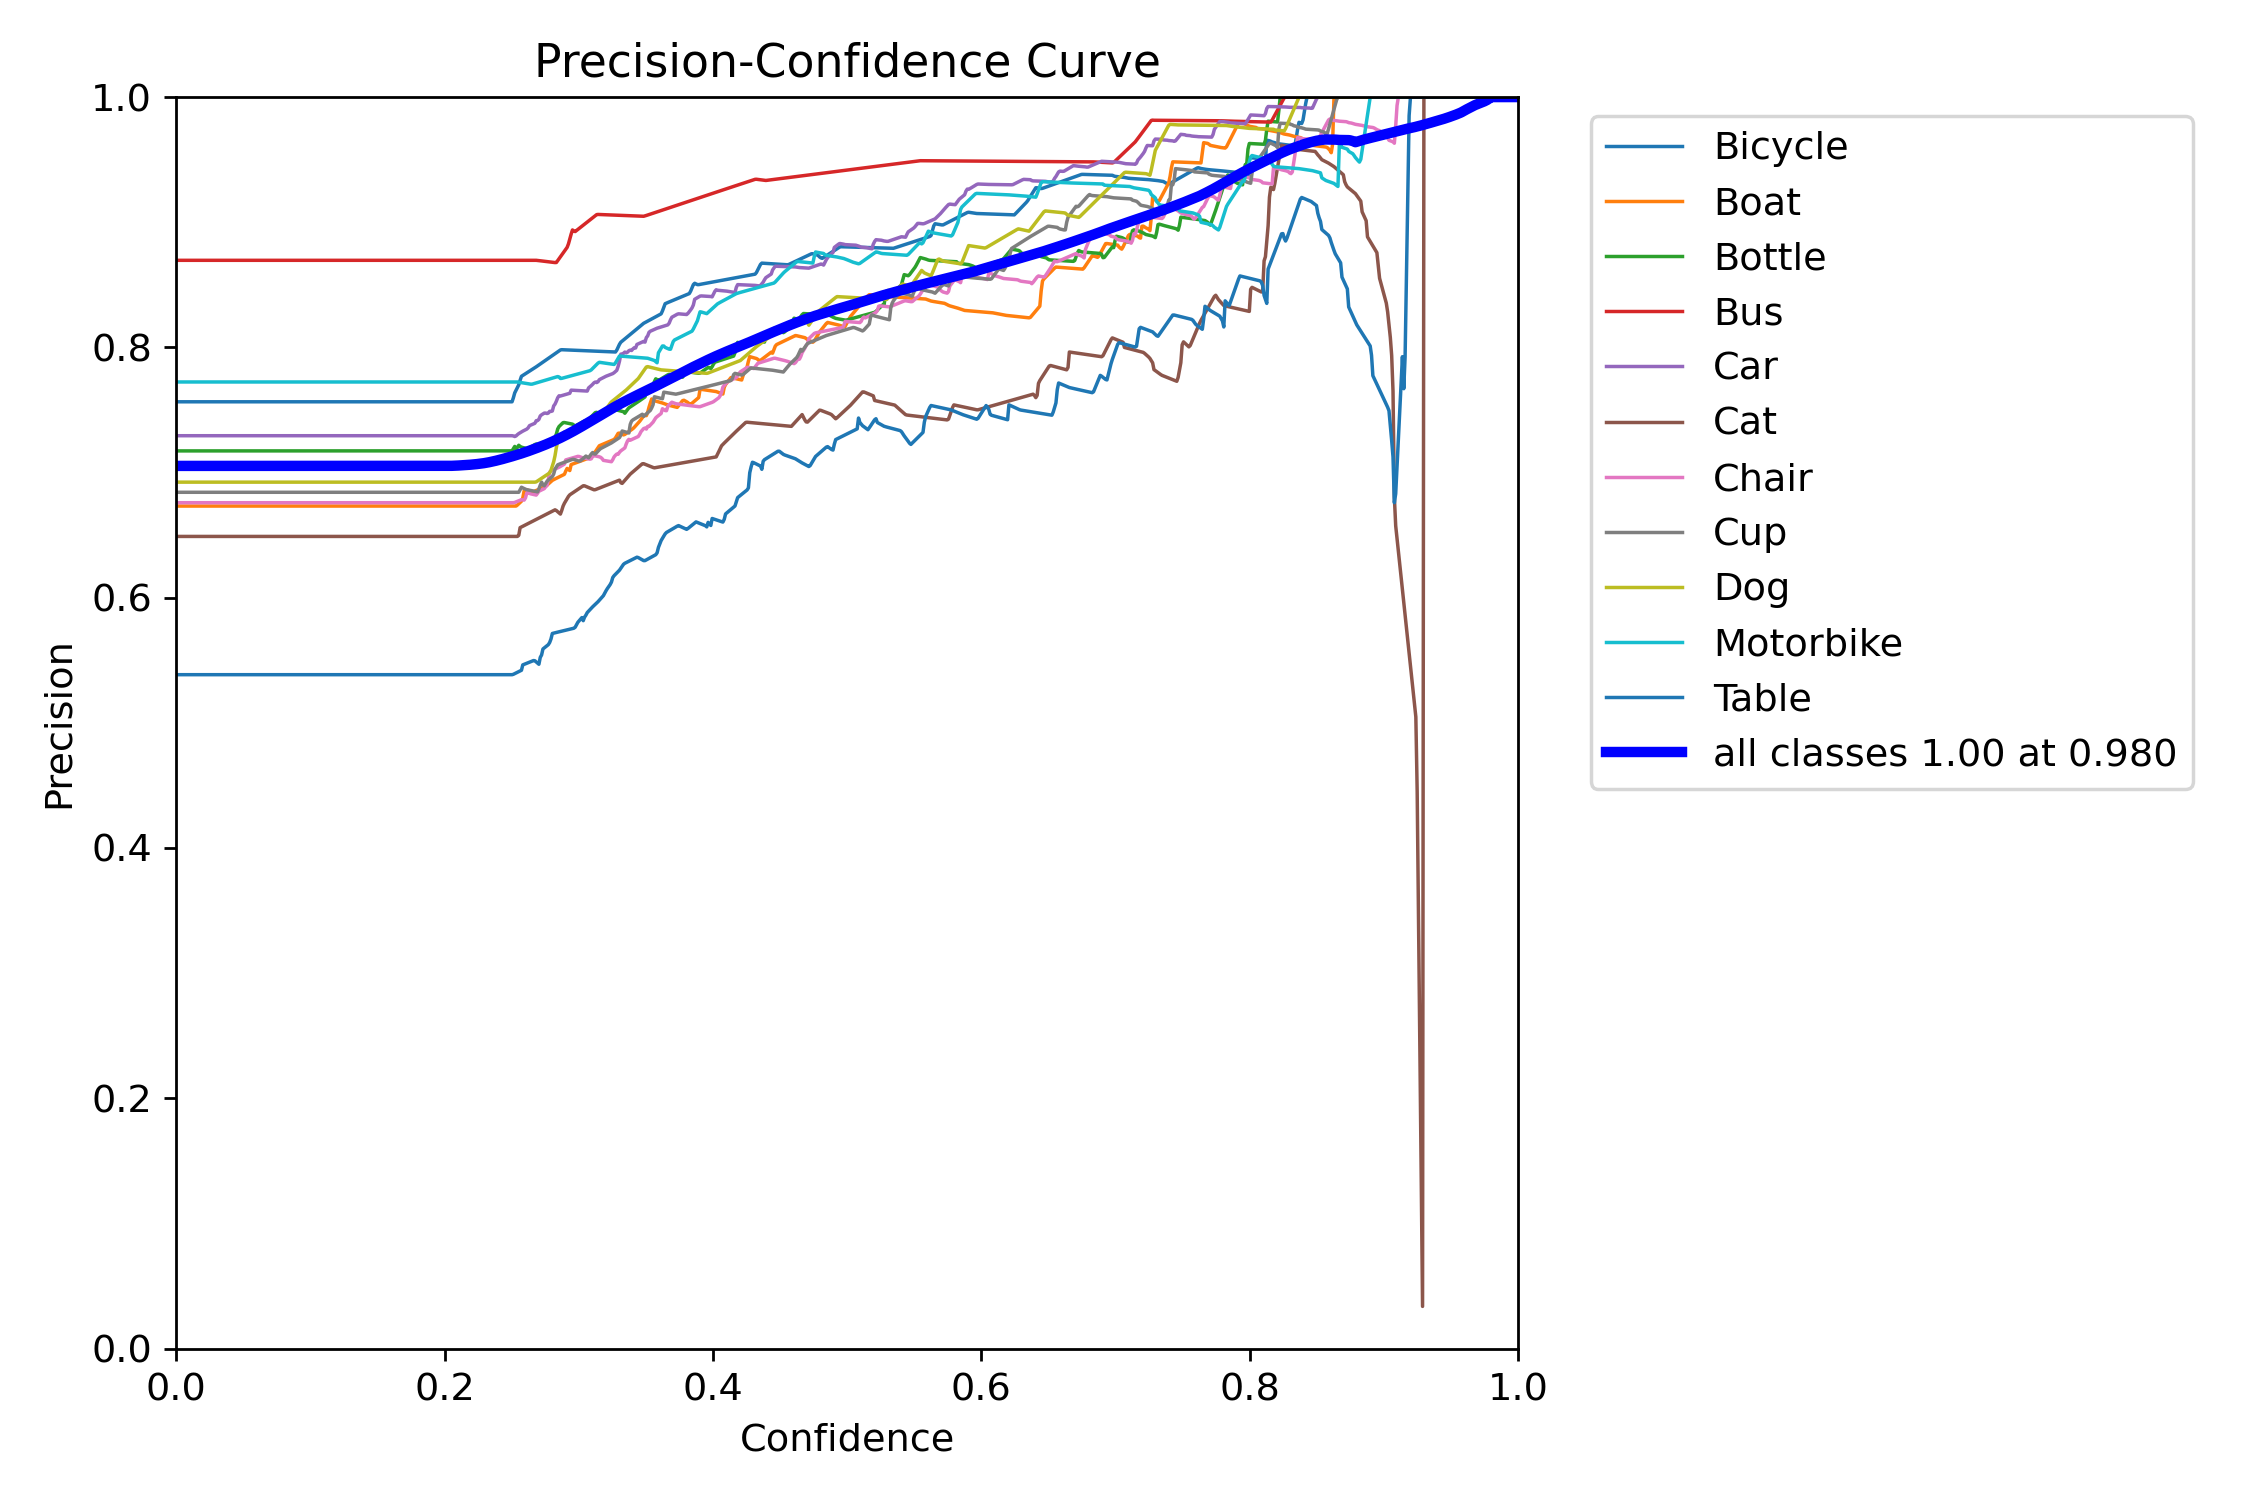 Precision-Confidence Curve
1.0
0.8
0.6
0.4
0.2
0.0
Precision
0.0 0.2 0.4 0.6 0.8 1.0
Confidence
Bicycle
Boat
Bottle
Bus
Car
Cat
Chair
Cup
Dog
Motorbike
Table
all classes 1.00 at 0.980